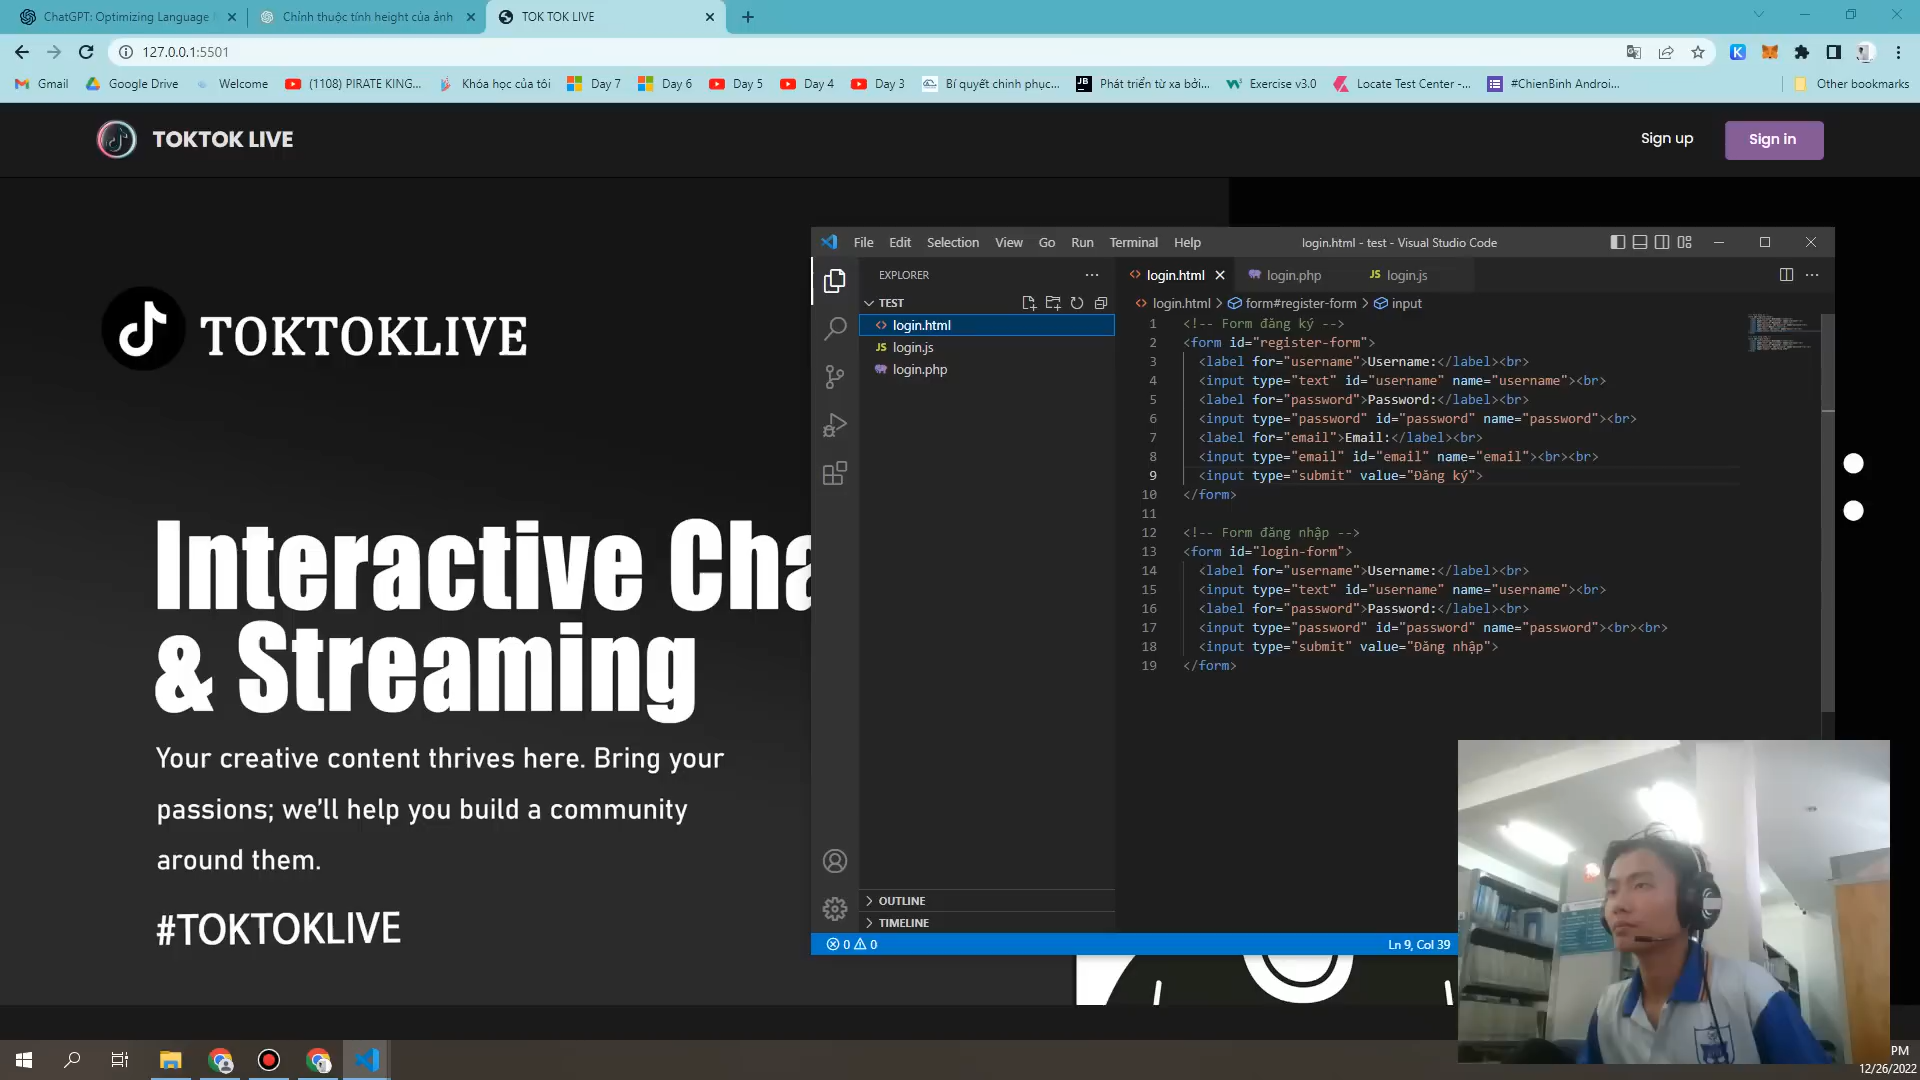 ChatGPT: Optimizing Language
Chỉnh thuộc tính height của ảnh
TOK TOK LIVE
127.0.0.1:5501
Gmail
Google Drive
Welcome
(1108) PIRATE KING...
Khóa học của tôi
Day 7
Day 6
Day 5
Day 4
Day 3
Bí quyết chinh phục...
Phát triển từ xa bởi...
Exercise v3.0
Locate Test Center -...
#ChienBinh Androi...
Other bookmarks
TOKTOK LIVE
Sign up
Sign in
TOKTOKLIVE
Interactive Cha
& Streaming
Your creative content thrives here. Bring your
passions; we'll help you build a community
around them.
#TOKTOKLIVE
File Edit Selection View Go Run Terminal Help
login.html - test - Visual Studio Code
EXPLORER
TEST
login.html
JS login.js
login.php
OUTLINE
TIMELINE
login.html
login.php
JS login.js
login.html > form#register-form > input
1 <!-- Form đăng ký -->
2 <form id="register-form">
3 <label for="username">Username:</label><br>
4 <input type="text" id="username" name="username"><br>
5 <label for="password">Password:</label><br>
6 <input type="password" id="password" name="password"><br>
7 <label for="email">Email:</label><br>
8 <input type="email" id="email" name="email"><br><br>
9 <input type="submit" value="Đăng ký">
10 </form>
11
12 <!-- Form đăng nhập -->
13 <form id="login-form">
14 <label for="username">Username:</label><br>
15 <input type="text" id="username" name="username"><br>
16 <label for="password">Password:</label><br>
17 <input type="password" id="password" name="password"><br><br>
18 <input type="submit" value="Đăng nhập">
19 </form>
0 0
Ln 9, Col 39
PM
12/26/2022